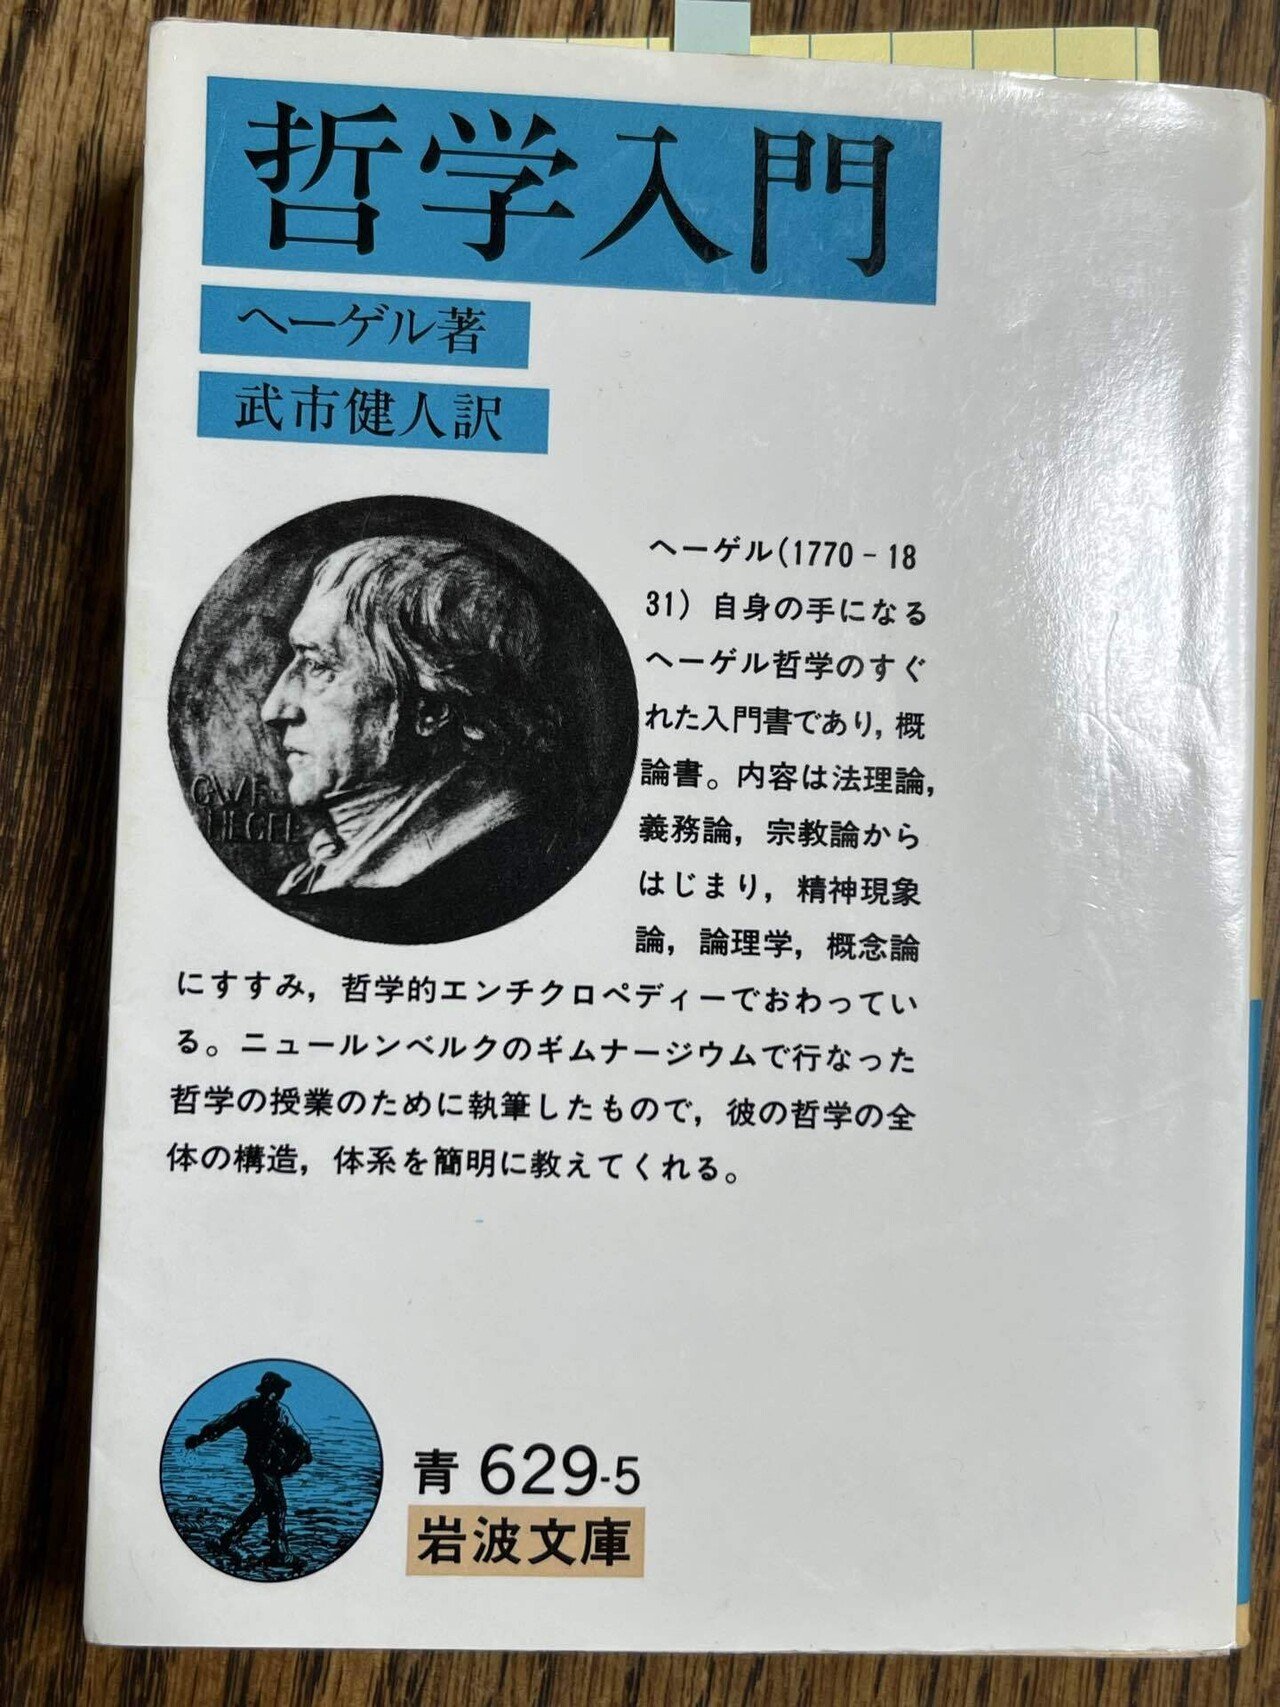 哲学入門
ヘーゲル著
武市健人訳
ヘーゲル(1770-18
31) 自身の手になる
ヘーゲル哲学のすぐ
れた入門書であり,概
論書。内容は法理論,
義務論, 宗教論から
はじまり, 精神現象
論, 論理学, 概念論
にすすみ, 哲学的エンチクロペディーでおわってい
る。ニュールンベルクのギムナージウムで行なった
哲学の授業のために執筆したもので, 彼の哲学の全
体の構造, 体系を簡明に教えてくれる。
GWF
HEGEL
青 629-5
岩波文庫